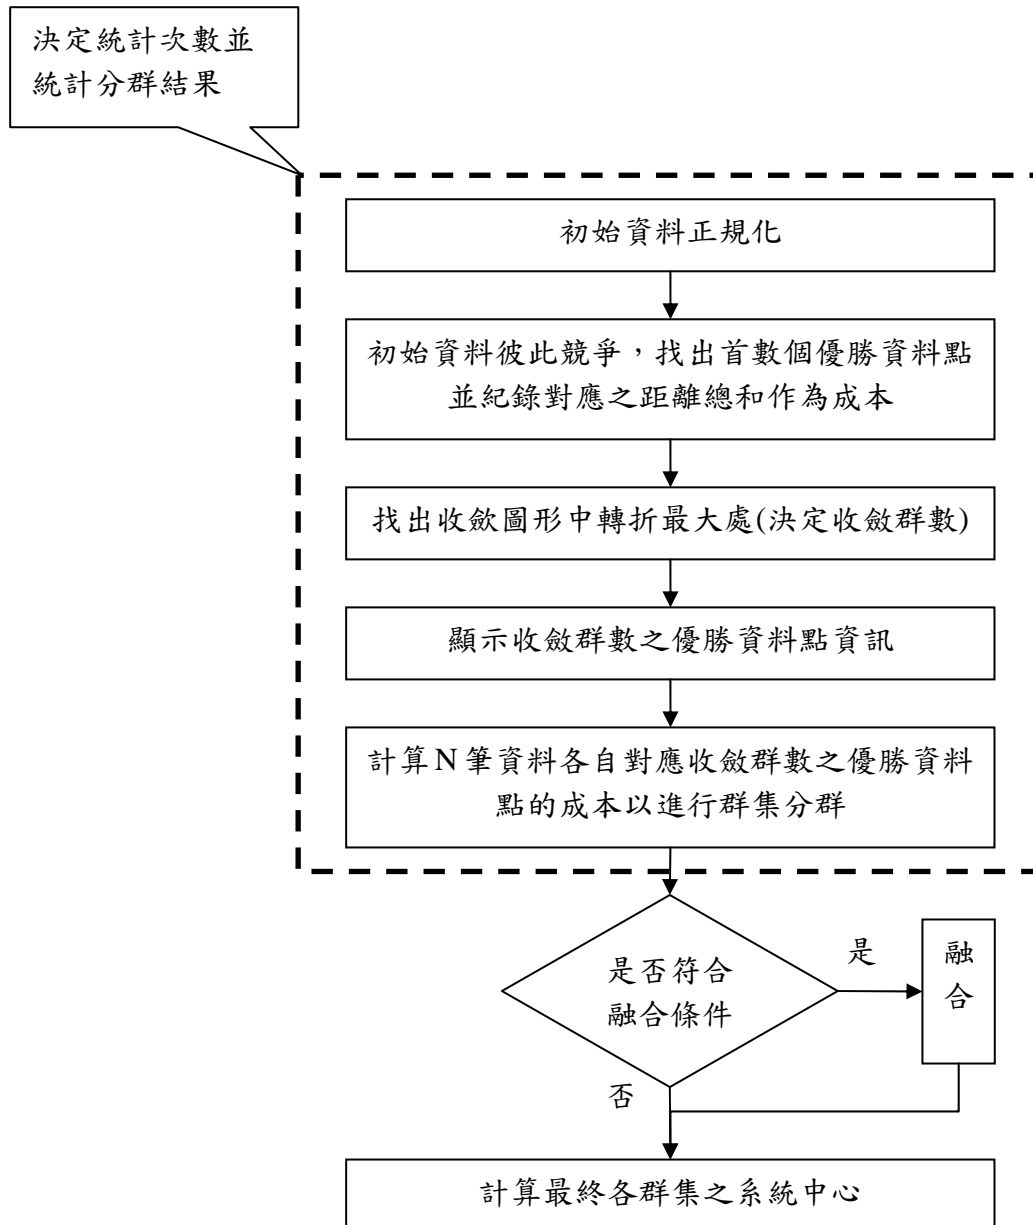 決定統計次數並
統計分群結果
初始資料正規化
初始資料彼此競爭，找出首數個優勝資料點
並紀錄對應之距離總和作為成本
找出收斂圖形中轉折最大處(決定收斂群數)
顯示收斂群數之優勝資料點資訊
計算N筆資料各自對應收斂群數之優勝資料
點的成本以進行群集分群
是否符合
融合條件
是
融
合
否
計算最終各群集之系統中心